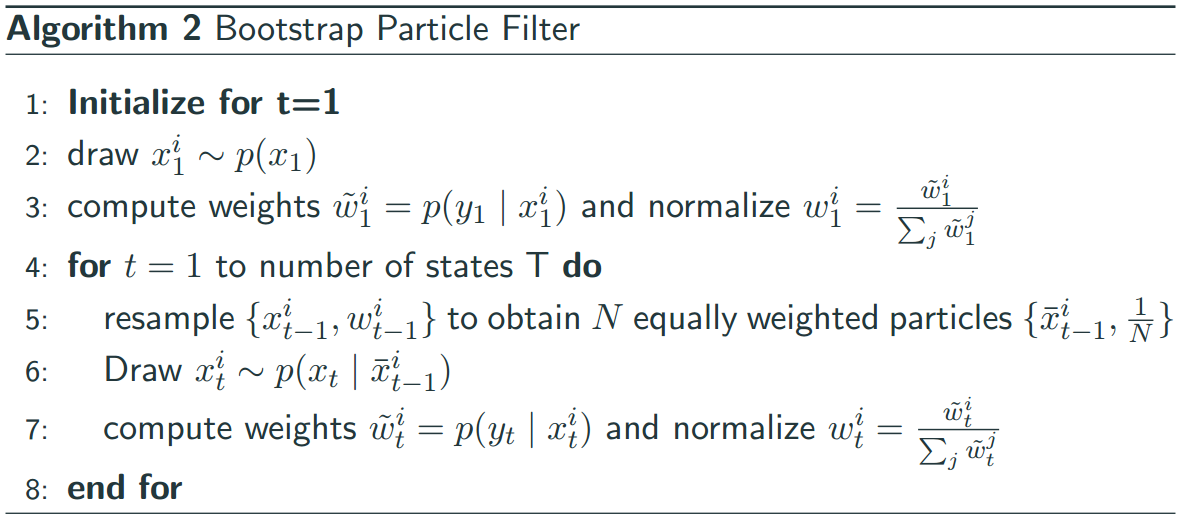 Algorithm 2 Bootstrap Particle Filter
1: Initialize for t=1
2: draw $x_1^i \sim p(x_1)$
3: compute weights $\tilde{w}_1^i = p(y_1 \mid x_1^i)$ and normalize $w_1^i = \frac{\tilde{w}_1^i}{\sum_j \tilde{w}_1^j}$
4: for $t = 1$ to number of states T do
5: resample $\{x_{t-1}^i, w_{t-1}^i\}$ to obtain $N$ equally weighted particles $\{\bar{x}_{t-1}^i, \frac{1}{N}\}$
6: Draw $x_t^i \sim p(x_t \mid \bar{x}_{t-1}^i)$
7: compute weights $\tilde{w}_t^i = p(y_t \mid x_t^i)$ and normalize $w_t^i = \frac{\tilde{w}_t^i}{\sum_j \tilde{w}_t^j}$
8: end for